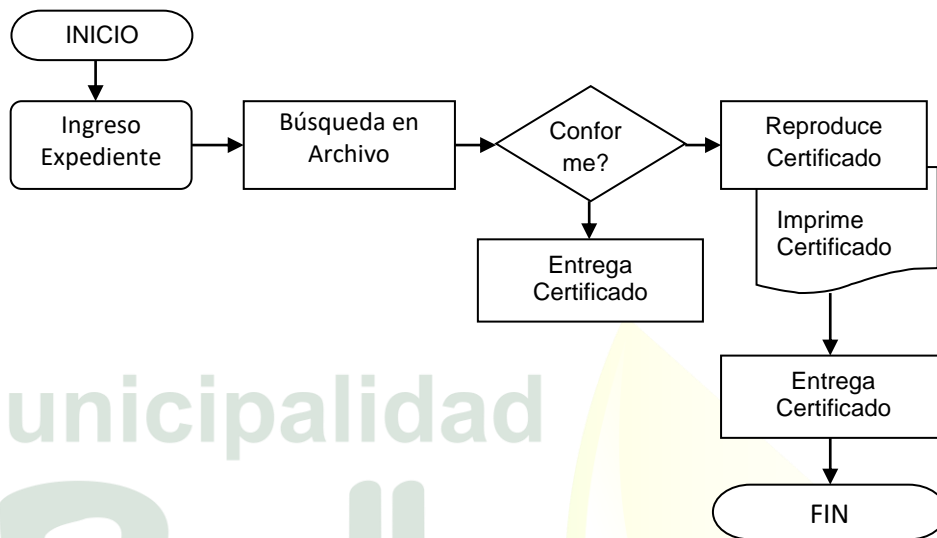 INICIO
Ingreso
Expediente
Búsqueda en
Archivo
Confor
me?
Reproduce
Certificado
Imprime
Certificado
Entrega
Certificado
Entrega
Certificado
FIN
unicipalidad